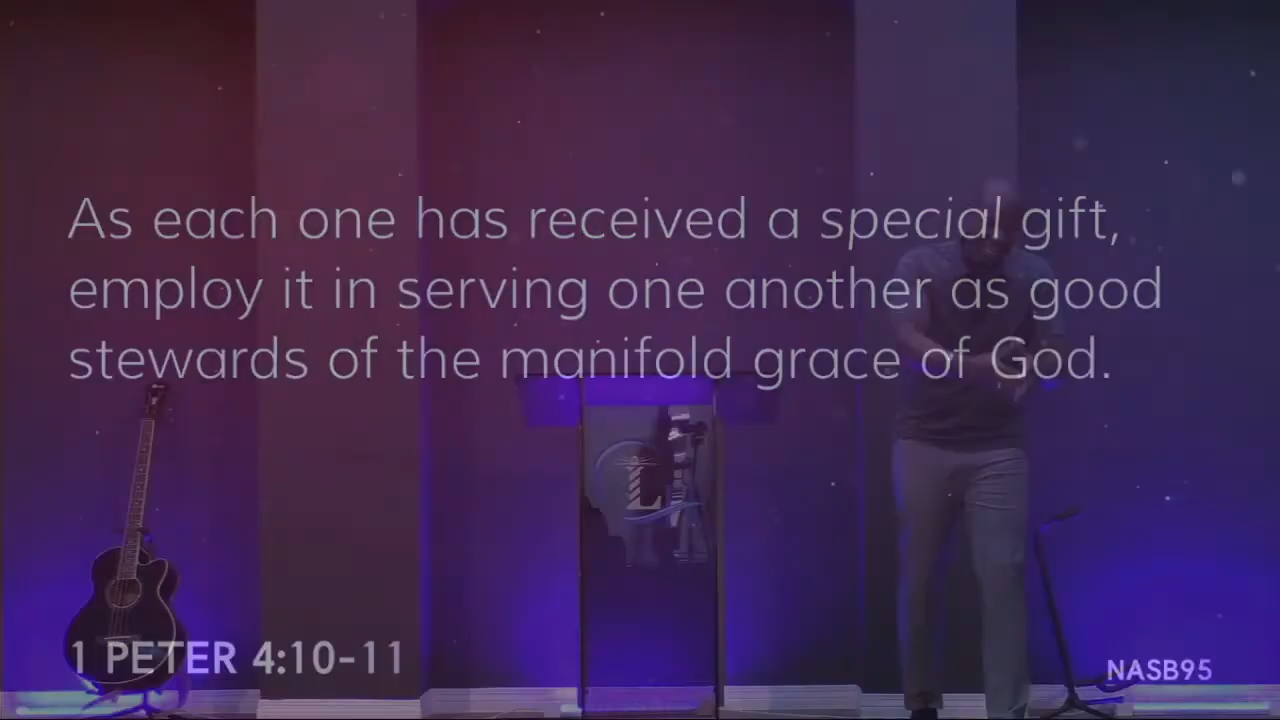 As each one has received a special gift,
employ it in serving one another as good
stewards of the manifold grace of God.
L
1 PETER 4:10-11
NASB95